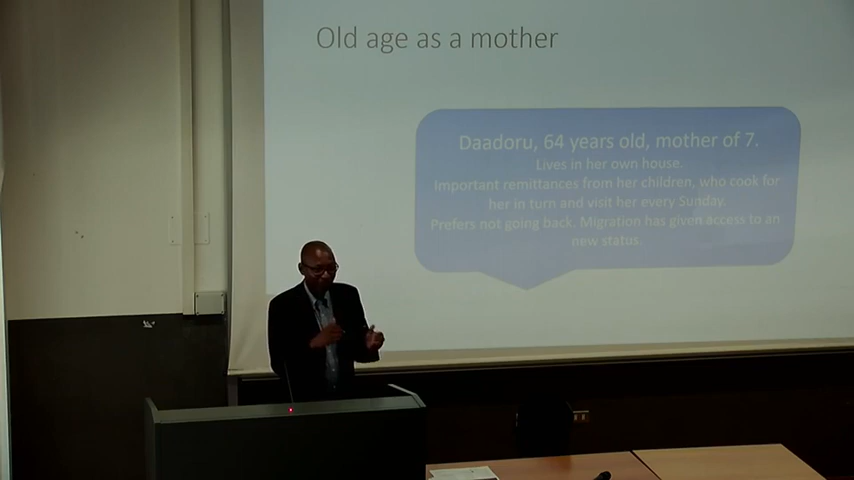 Old age as a mother
Daadoru, 64 years old, mother of 7.
Lives in her own house.
Important remittances from her children, who cook for
her in turn and visit her every Sunday.
Prefers not going back. Migration has given access to an
new status.